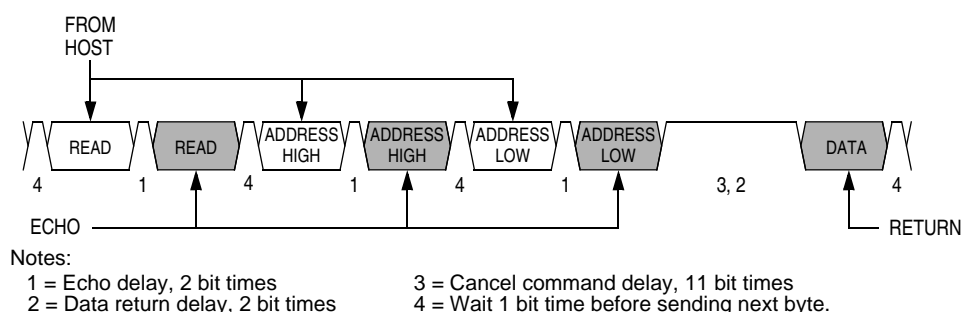 FROM
HOST
READ
READ
ADDRESS
HIGH
ADDRESS
HIGH
ADDRESS
LOW
ADDRESS
LOW
DATA
4
1
4
1
4
1
3, 2
4
ECHO
RETURN
Notes:
1 = Echo delay, 2 bit times
2 = Data return delay, 2 bit times
3 = Cancel command delay, 11 bit times
4 = Wait 1 bit time before sending next byte.